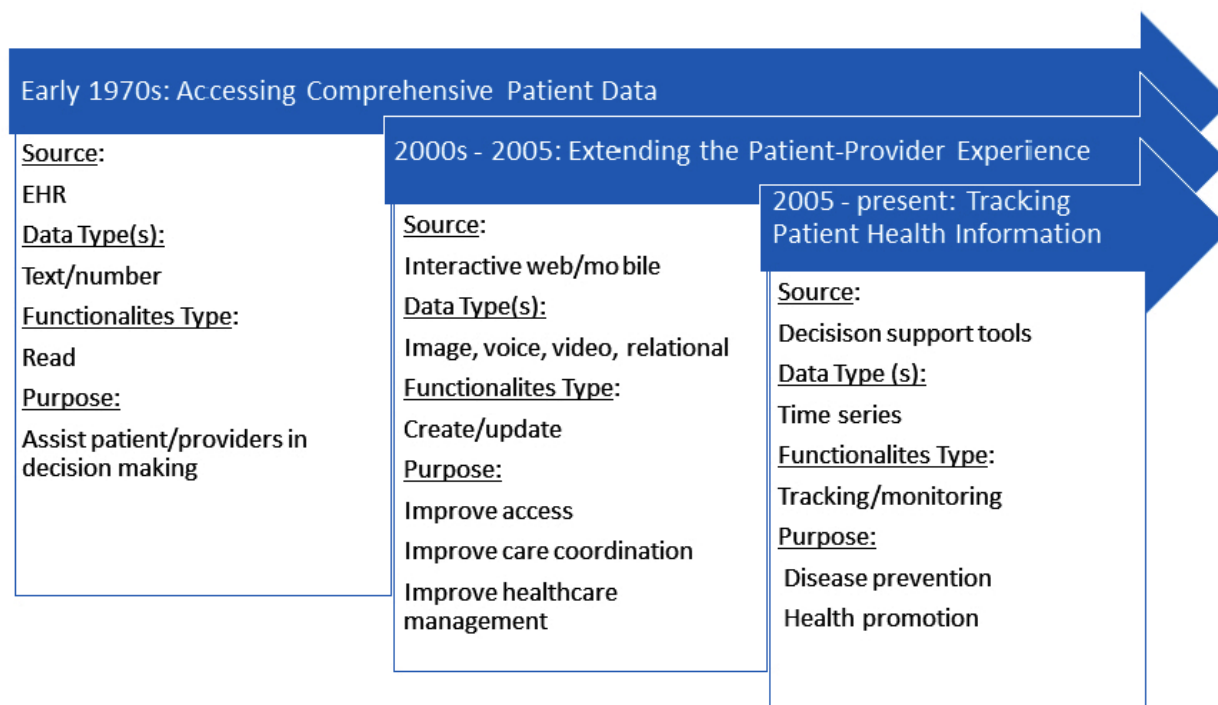 Early 1970s: Accessing Comprehensive Patient Data
Source:
EHR
Data Type(s):
Text/number
Functionalites Type:
Read
Purpose:
Assist patient/providers in
decision making
2000s - 2005: Extending the Patient-Provider Experience
Source:
Interactive web/mobile
Data Type(s):
Image, voice, video, relational
Functionalites Type:
Create/update
Purpose:
Improve access
Improve care coordination
Improve healthcare
management
2005 - present: Tracking
Patient Health Information
Source:
Decisison support tools
Data Type (s):
Time series
Functionalites Type:
Tracking/monitoring
Purpose:
Disease prevention
Health promotion